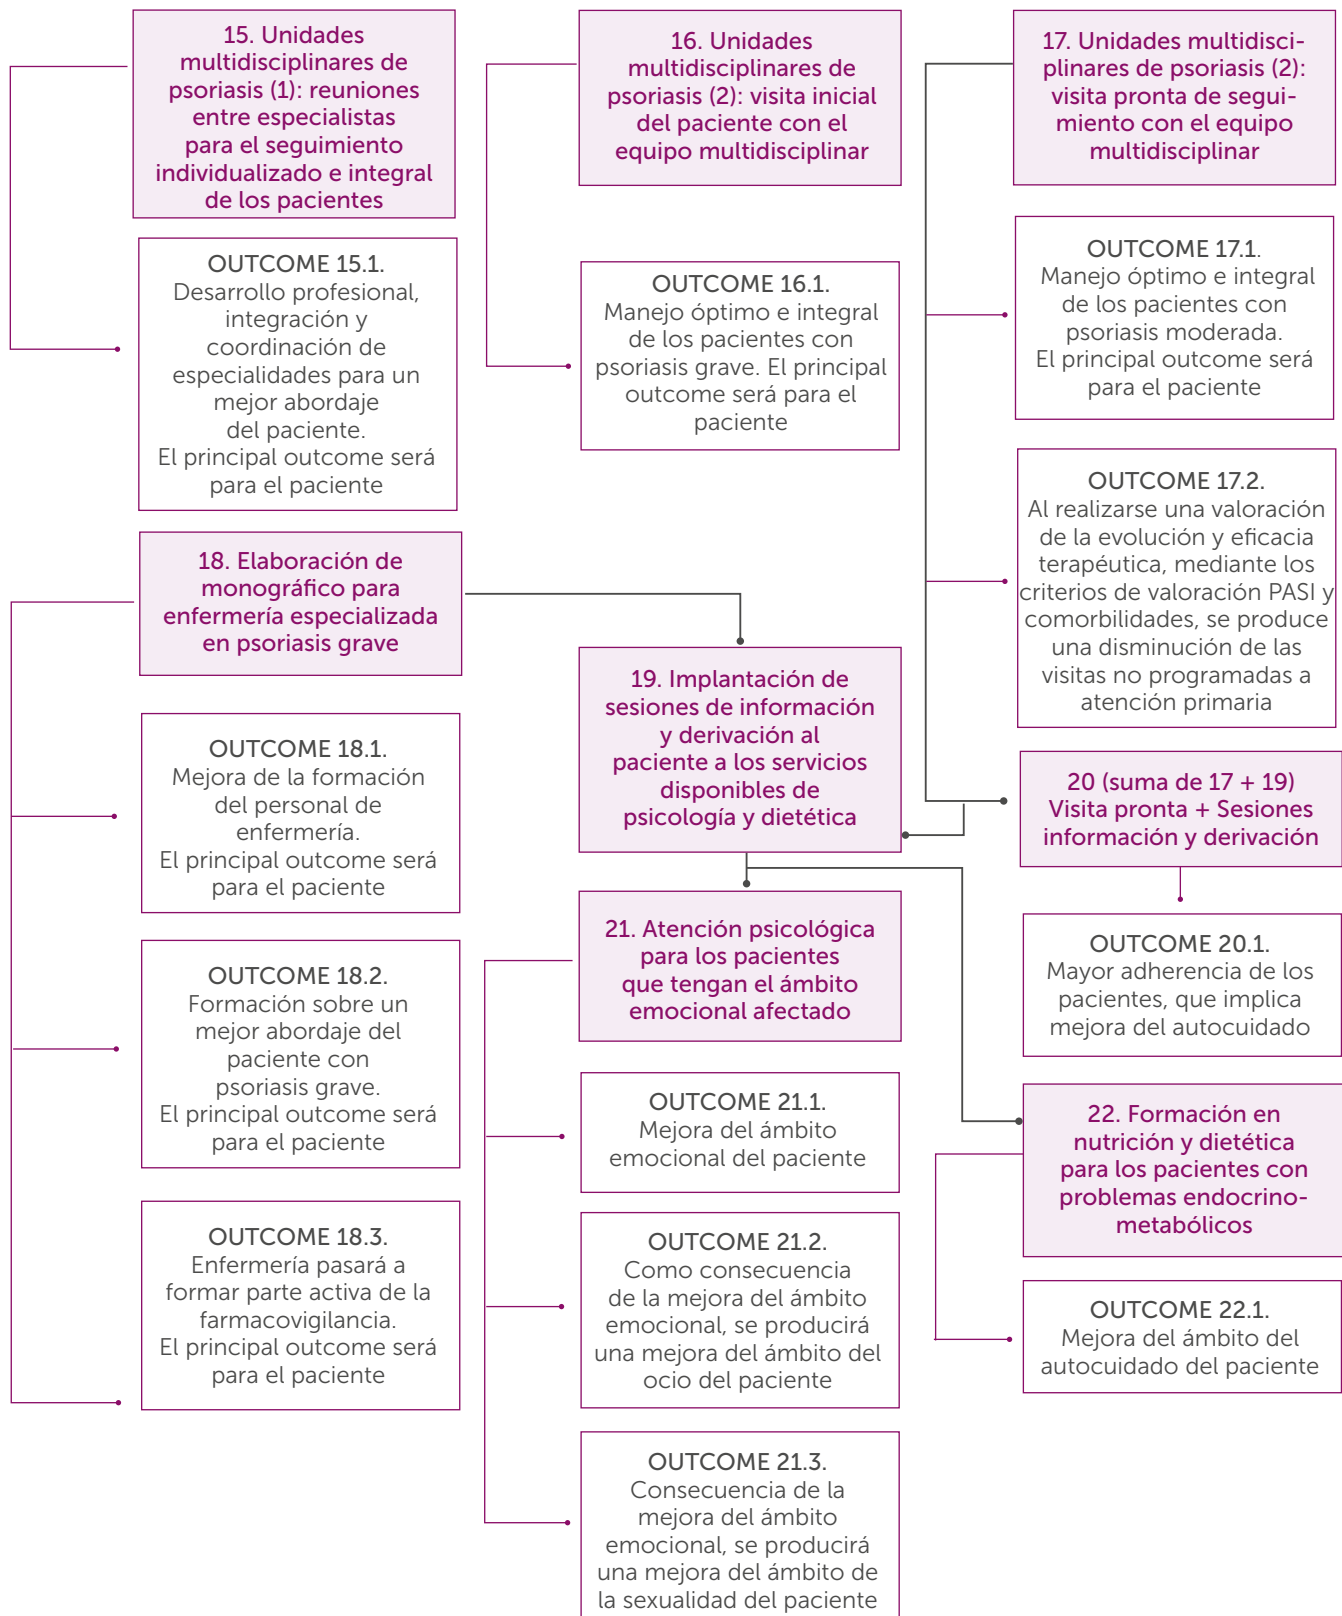 15. Unidades
multidisciplinares de
psoriasis (1): reuniones
entre especialistas
para el seguimiento
individualizado e integral
de los pacientes
OUTCOME 15.1.
Desarrollo profesional,
integración y
coordinación de
especialidades para un
mejor abordaje
del paciente.
El principal outcome será
para el paciente
16. Unidades
multidisciplinares de
psoriasis (2): visita inicial
del paciente con el
equipo multidisciplinar
OUTCOME 16.1.
Manejo óptimo e integral
de los pacientes con
psoriasis grave. El principal
outcome será para el
paciente
17. Unidades multidisci-
plinares de psoriasis (2):
visita pronta de segui-
miento con el equipo
multidisciplinar
OUTCOME 17.1.
Manejo óptimo e integral
de los pacientes con
psoriasis moderada.
El principal outcome será
para el paciente
OUTCOME 17.2.
Al realizarse una valoración
de la evolución y eficacia
terapéutica, mediante los
criterios de valoración PASI y
comorbilidades, se produce
una disminución de las
visitas no programadas a
atención primaria
18. Elaboración de
monográfico para
enfermería especializada
en psoriasis grave
OUTCOME 18.1.
Mejora de la formación
del personal de
enfermería.
El principal outcome será
para el paciente
OUTCOME 18.2.
Formación sobre un
mejor abordaje del
paciente con
psoriasis grave.
El principal outcome será
para el paciente
OUTCOME 18.3.
Enfermería pasará a
formar parte activa de la
farmacovigilancia.
El principal outcome será
para el paciente
19. Implantación de
sesiones de información
y derivación al
paciente a los servicios
disponibles de
psicología y dietética
20 (suma de 17 + 19)
Visita pronta + Sesiones
información y derivación
OUTCOME 20.1.
Mayor adherencia de los
pacientes, que implica
mejora del autocuidado
21. Atención psicológica
para los pacientes
que tengan el ámbito
emocional afectado
OUTCOME 21.1.
Mejora del ámbito
emocional del paciente
OUTCOME 21.2.
Como consecuencia
de la mejora del ámbito
emocional, se producirá
una mejora del ámbito del
ocio del paciente
OUTCOME 21.3.
Consecuencia de la
mejora del ámbito
emocional, se producirá
una mejora del ámbito de
la sexualidad del paciente
22. Formación en
nutrición y dietética
para los pacientes con
problemas endocrino-
metabólicos
OUTCOME 22.1.
Mejora del ámbito del
autocuidado del paciente